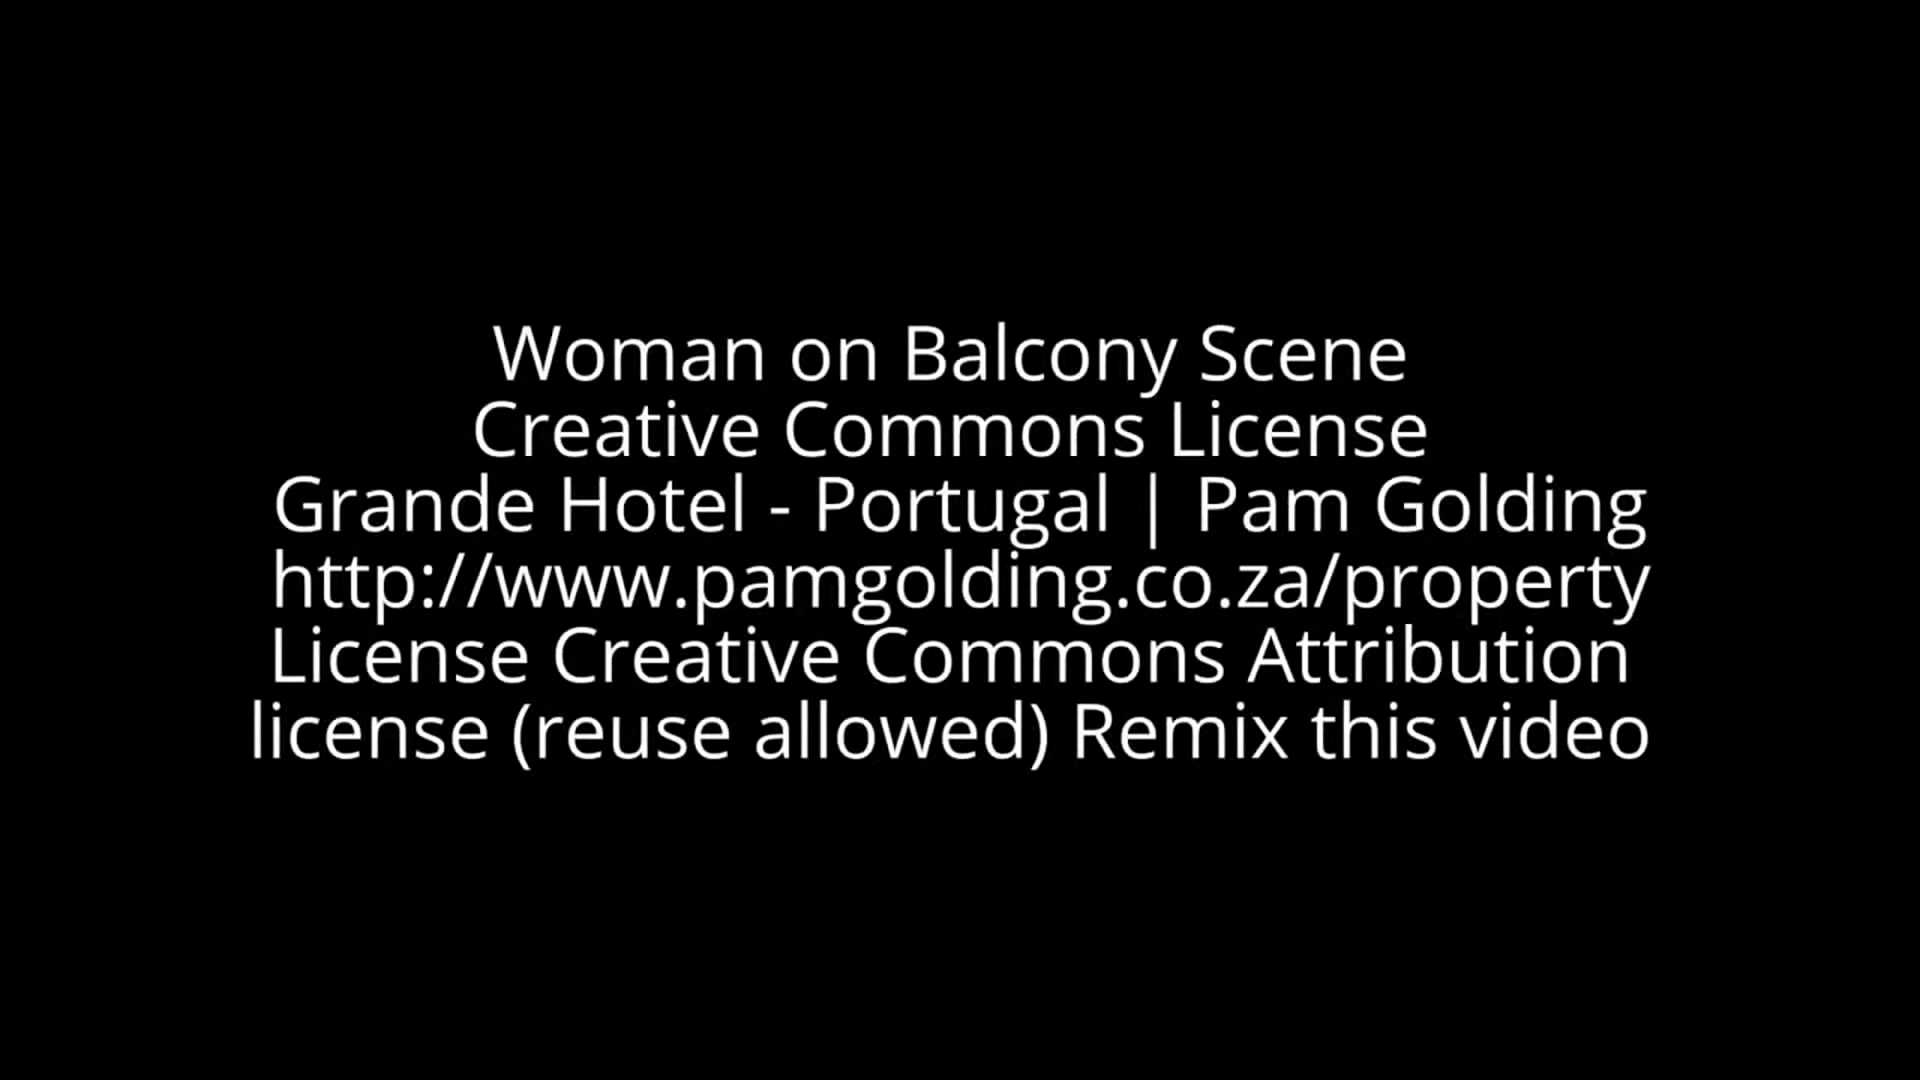 Woman on Balcony Scene
Creative Commons License
Grande Hotel - Portugal | Pam Golding
http://www.pamgolding.co.za/property
License Creative Commons Attribution
license (reuse allowed) Remix this video